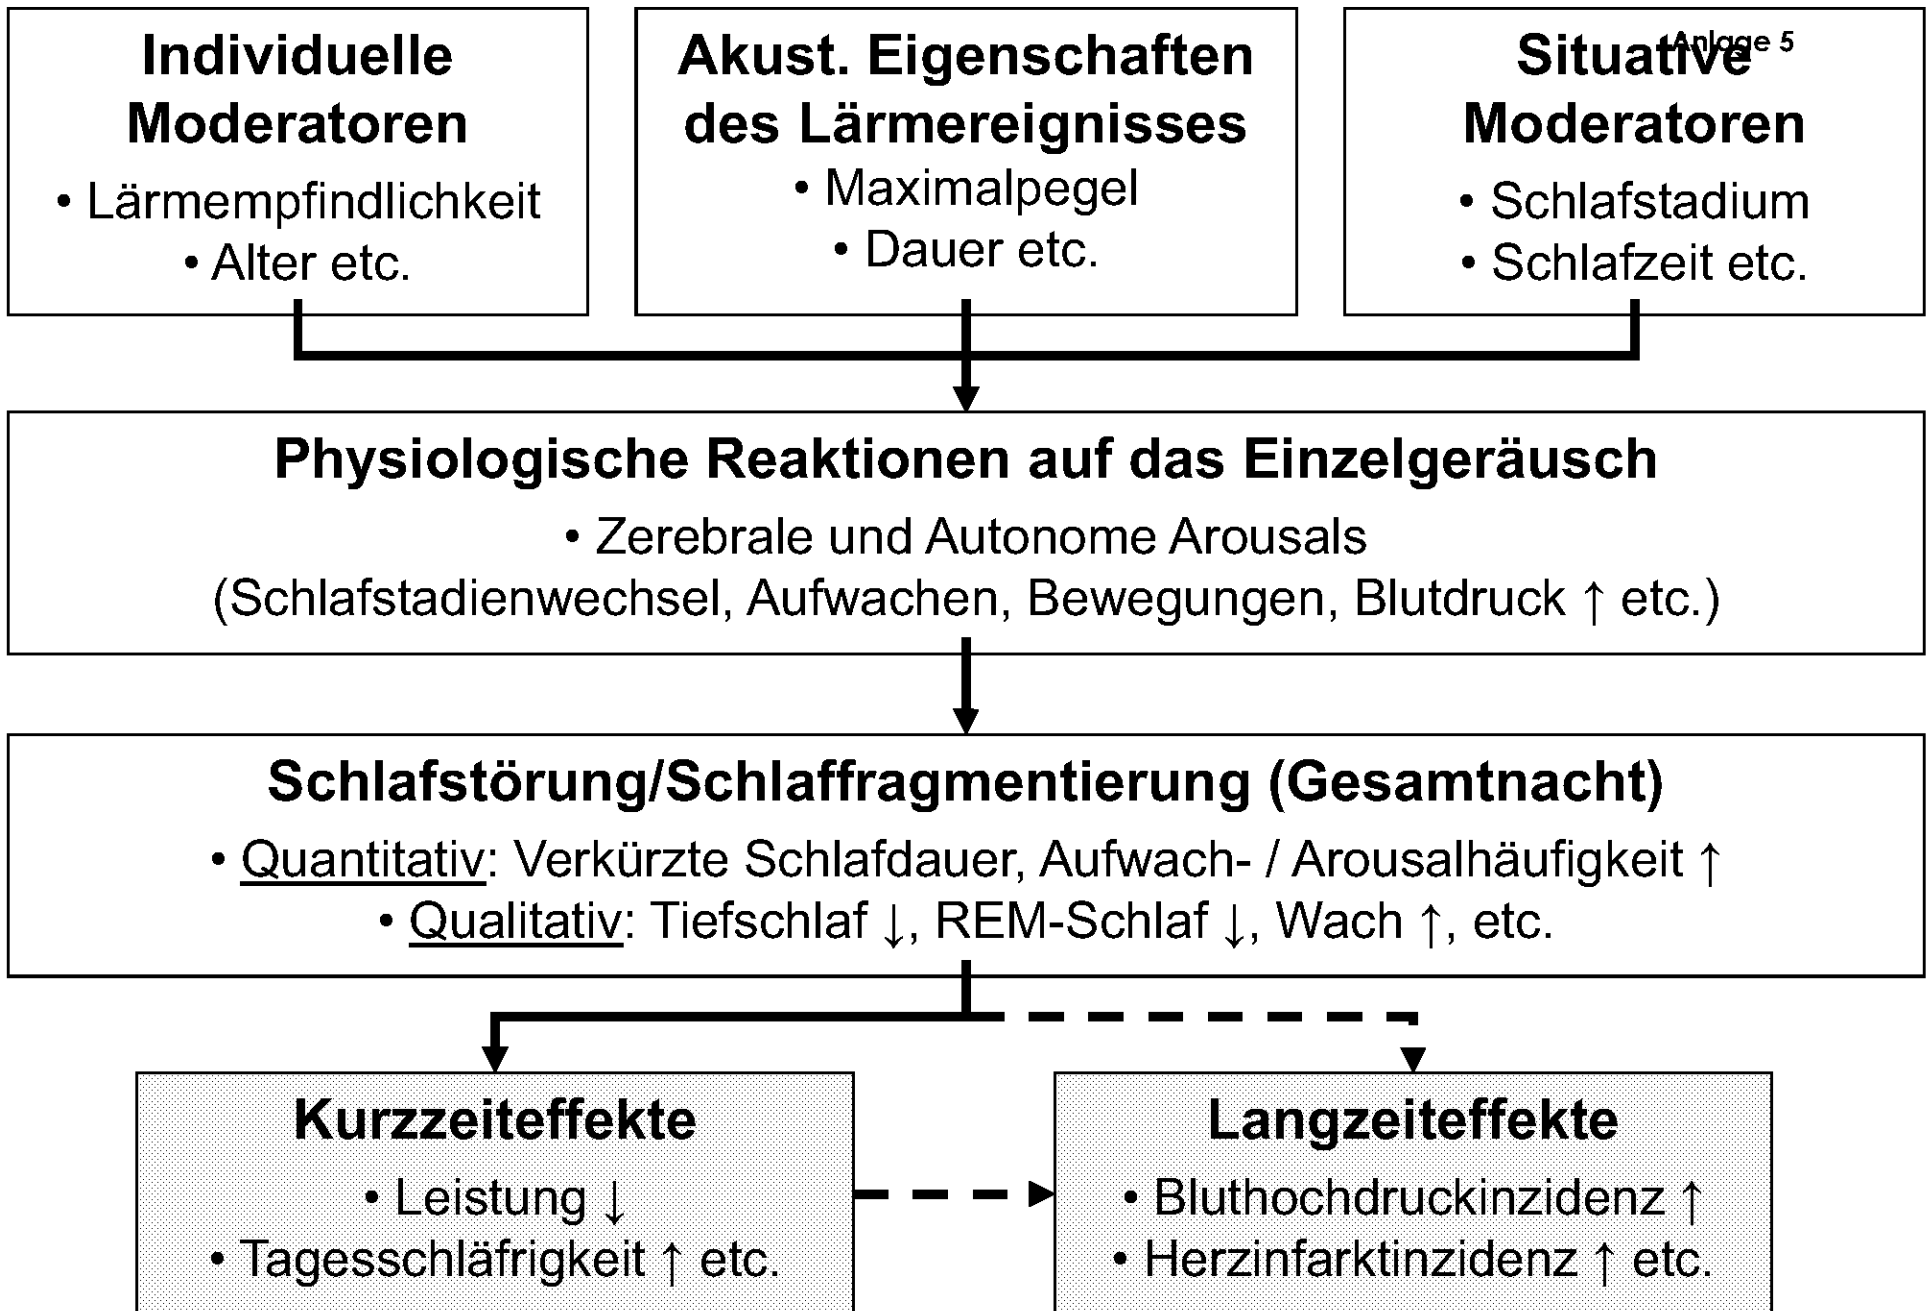 Individuelle
Moderatoren
• Lärmempfindlichkeit
• Alter etc.
Akust. Eigenschaften
des Lärmereignisses
• Maximalpegel
• Dauer etc.
Anlage 5
Situative
Moderatoren
• Schlafstadium
• Schlafzeit etc.
Physiologische Reaktionen auf das Einzelgeräusch
• Zerebrale und Autonome Arousals
(Schlafstadienwechsel, Aufwachen, Bewegungen, Blutdruck ↑ etc.)
Schlafstörung/Schlaffragmentierung (Gesamtnacht)
• Quantitativ: Verkürzte Schlafdauer, Aufwach- / Arousalhäufigkeit ↑
• Qualitativ: Tiefschlaf ↓, REM-Schlaf ↓, Wach ↑, etc.
Kurzzeiteffekte
• Leistung ↓
• Tagesschläfrigkeit ↑ etc.
Langzeiteffekte
• Bluthochdruckinzidenz ↑
• Herzinfarktinzidenz ↑ etc.